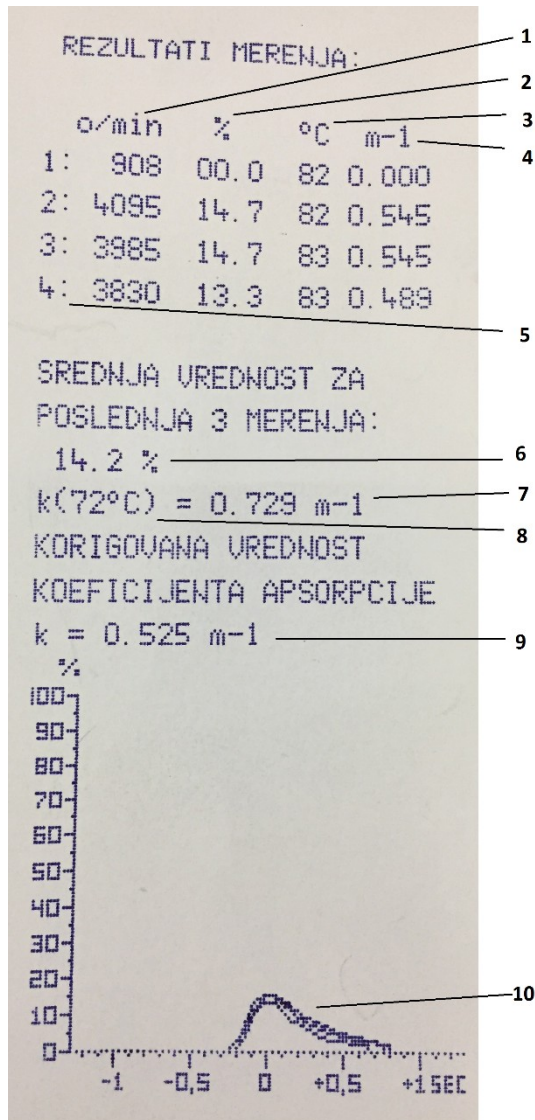 REZULTATI MERENJA:
1
o/min % °C m-1
2
3
4
1: 908 00.0 82 0.000
2: 4095 14.7 82 0.545
3: 3985 14.7 83 0.545
4: 3830 13.3 83 0.489
5
SREDNJA VREDNOST ZA
POSLEDNJA 3 MERENJA:
14.2 %
6
k(72°C) = 0.729 m-1
7
8
KORIGOVANA VREDNOST
KOEFICIJENTA APSORPCIJE
k = 0.525 m-1
9
%
100
90
80
70
60
50
40
30
20
10
10
0
-1 -0,5 0 +0,5 +1SEC